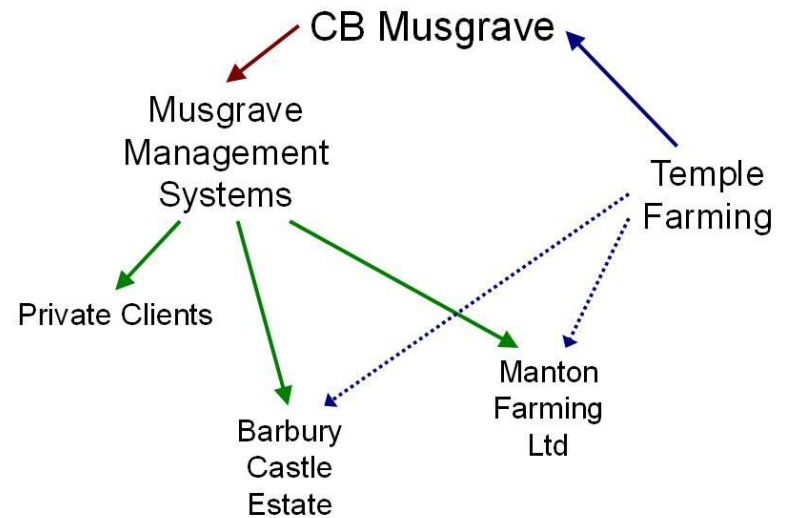 CB Musgrave
Musgrave
Management
Systems
Temple
Farming
Private Clients
Manton
Farming
Ltd
Barbury
Castle
Estate